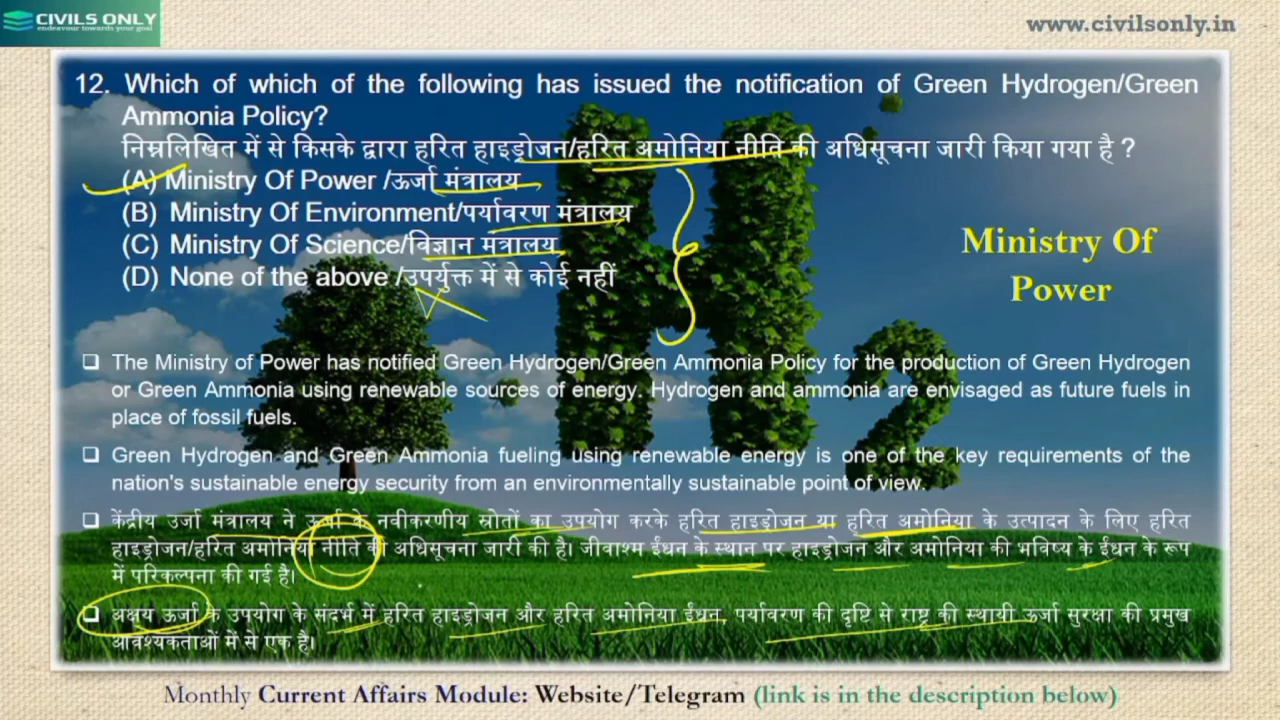 CIVILS ONLY
endeavour towards your goal
www.civilsonly.in
12. Which of which of the following has issued the notification of Green Hydrogen/Green
Ammonia Policy?
निम्नलिखित में से किसके द्वारा हरित हाइड्रोजन/हरित अमोनिया नीति की अधिसूचना जारी किया गया है ?
(A) Ministry Of Power /ऊर्जा मंत्रालय
(B) Ministry Of Environment/पर्यावरण मंत्रालय
(C) Ministry Of Science/विज्ञान मंत्रालय
(D) None of the above /उपर्युक्त में से कोई नहीं
Ministry Of
Power
H2
❑ The Ministry of Power has notified Green Hydrogen/Green Ammonia Policy for the production of Green Hydrogen
or Green Ammonia using renewable sources of energy. Hydrogen and ammonia are envisaged as future fuels in
place of fossil fuels.
❑ Green Hydrogen and Green Ammonia fueling using renewable energy is one of the key requirements of the
nation's sustainable energy security from an environmentally sustainable point of view.
❑ केंद्रीय उर्जा मंत्रालय ने ऊर्जा के नवीकरणीय स्रोतों का उपयोग करके हरित हाइड्रोजन या हरित अमोनिया के उत्पादन के लिए हरित
हाइड्रोजन/हरित अमोनिया नीति की अधिसूचना जारी की है। जीवाश्म ईंधन के स्थान पर हाइड्रोजन और अमोनिया की भविष्य के ईंधन के रूप
में परिकल्पना की गई है।
❑ अक्षय ऊर्जा के उपयोग के संदर्भ में हरित हाइड्रोजन और हरित अमोनिया ईंधन, पर्यावरण की दृष्टि से राष्ट्र की स्थायी ऊर्जा सुरक्षा की प्रमुख
आवश्यकताओं में से एक है।
Monthly Current Affairs Module: Website/Telegram (link is in the description below)